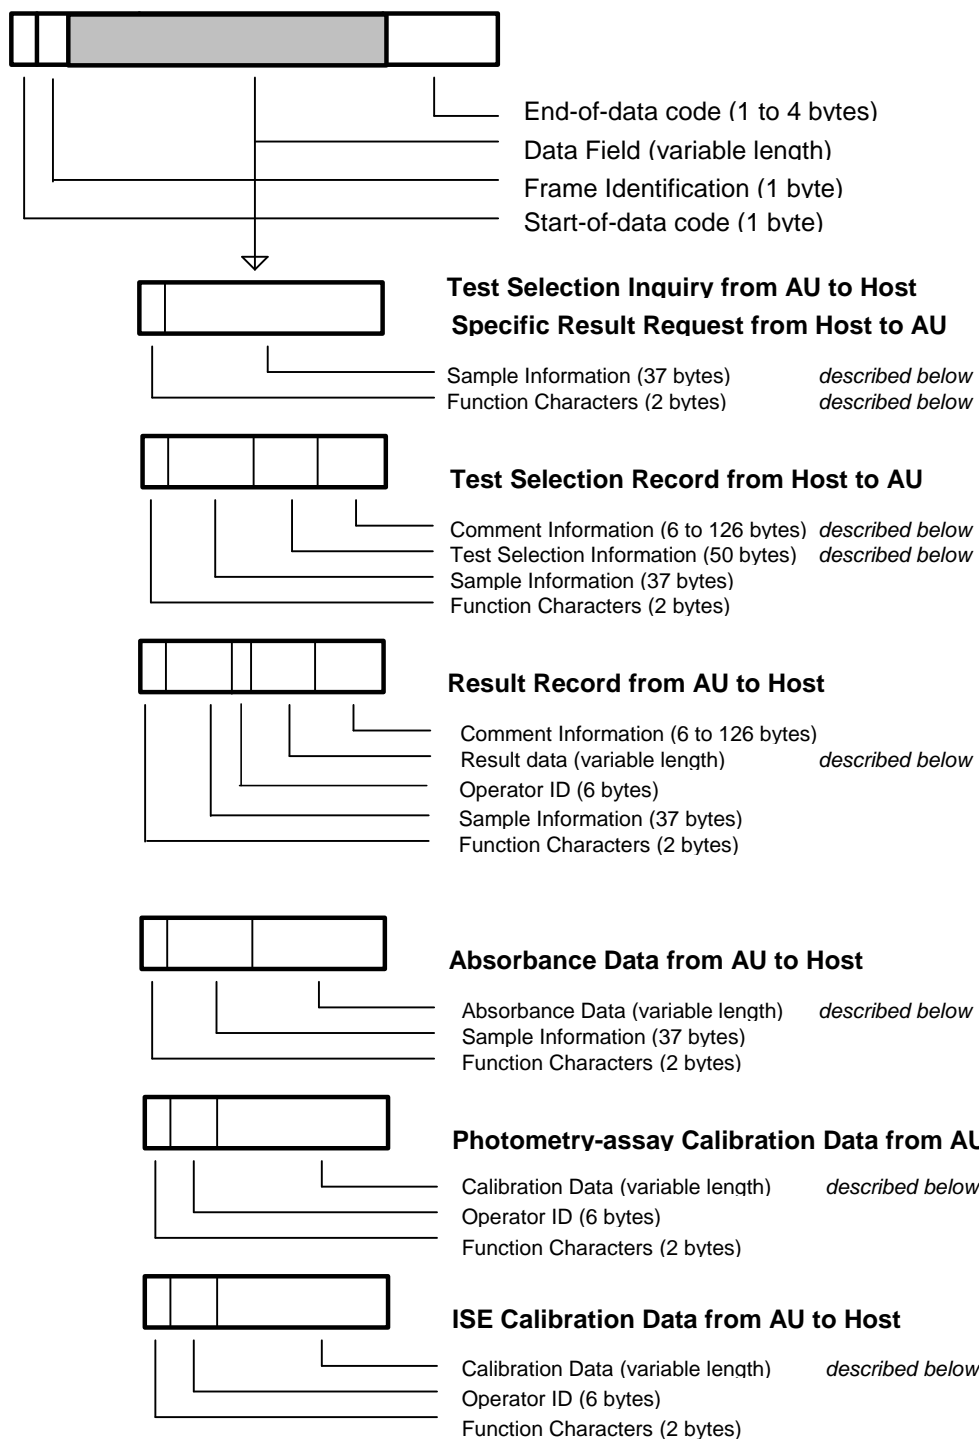 End-of-data code (1 to 4 bytes)
Data Field (variable length)
Frame Identification (1 byte)
Start-of-data code (1 byte)
Test Selection Inquiry from AU to Host
Specific Result Request from Host to AU
Sample Information (37 bytes) described below
Function Characters (2 bytes) described below
Test Selection Record from Host to AU
Comment Information (6 to 126 bytes) described below
Test Selection Information (50 bytes) described below
Sample Information (37 bytes)
Function Characters (2 bytes)
Result Record from AU to Host
Comment Information (6 to 126 bytes)
Result data (variable length) described below
Operator ID (6 bytes)
Sample Information (37 bytes)
Function Characters (2 bytes)
Absorbance Data from AU to Host
Absorbance Data (variable length) described below
Sample Information (37 bytes)
Function Characters (2 bytes)
Photometry-assay Calibration Data from AU
Calibration Data (variable length) described below
Operator ID (6 bytes)
Function Characters (2 bytes)
ISE Calibration Data from AU to Host
Calibration Data (variable length) described below
Operator ID (6 bytes)
Function Characters (2 bytes)